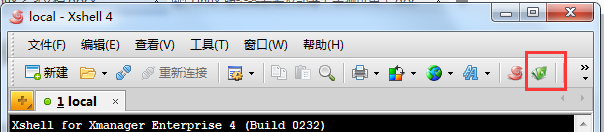 local - Xshell 4
文件(F) 编辑(E) 查看(V) 工具(T) 窗口(W) 帮助(H)
新建 重新连接
1 local
Xshell for Xmanager Enterprise 4 (Build 0232)